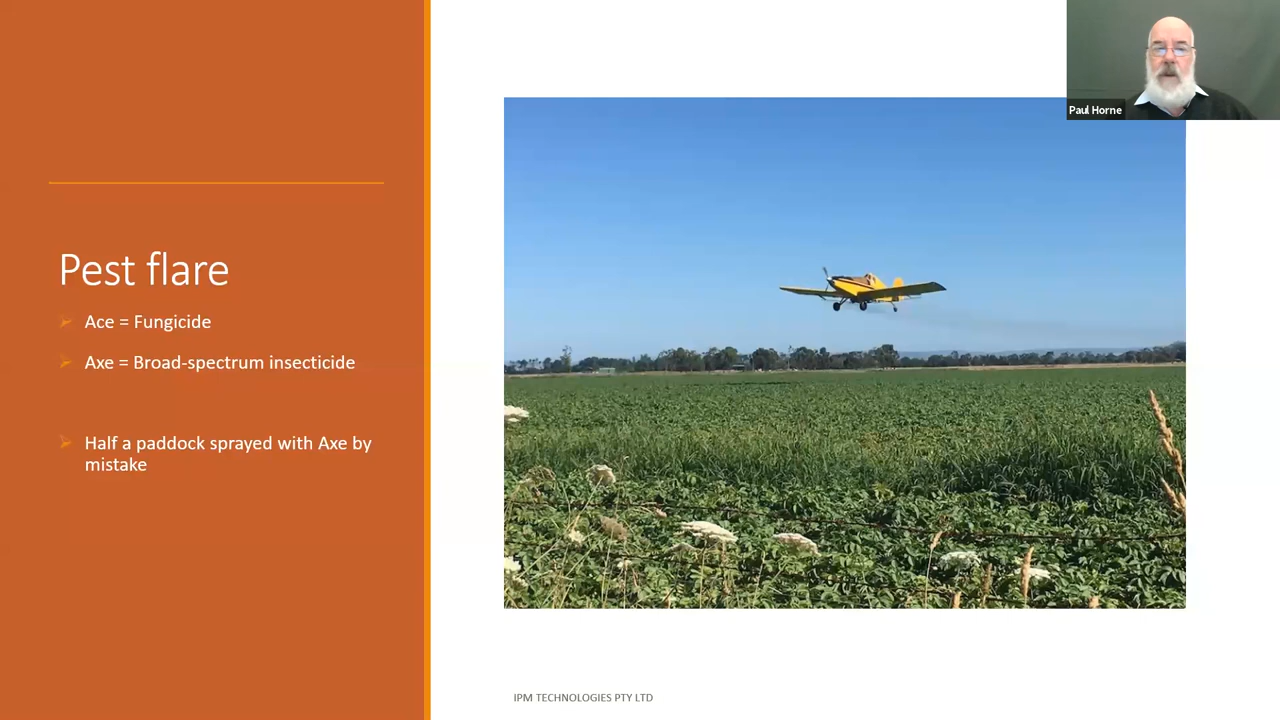 Paul Horne
Pest flare
Ace = Fungicide
Axe = Broad-spectrum insecticide
Half a paddock sprayed with Axe by
mistake
IPM TECHNOLOGIES PTY LTD